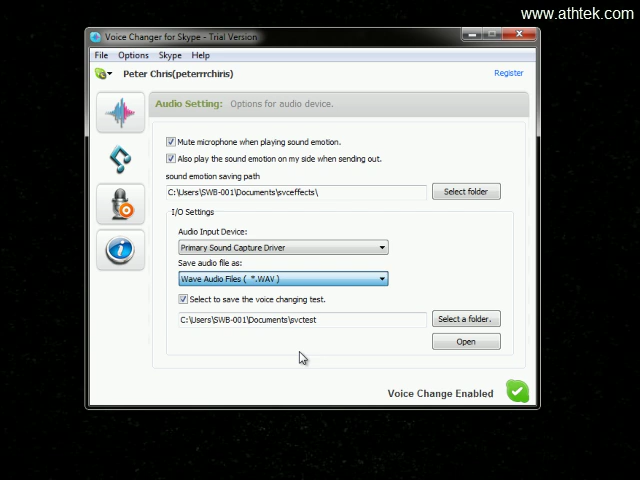 www.athtek.com
Voice Changer for Skype - Trial Version
File Options Skype Help
Peter Chris(peterrrchiris)
Register
Audio Setting: Options for audio device.
Mute microphone when playing sound emotion.
Also play the sound emotion on my side when sending out.
sound emotion saving path
C:\Users\SWB-001\Documents\svceffects\
Select folder
I/O Settings
Audio Input Device:
Primary Sound Capture Driver
Save audio file as:
Wave Audio Files ( *.WAV )
Select to save the voice changing test.
C:\Users\SWB-001\Documents\svctest
Select a folder.
Open
Voice Change Enabled